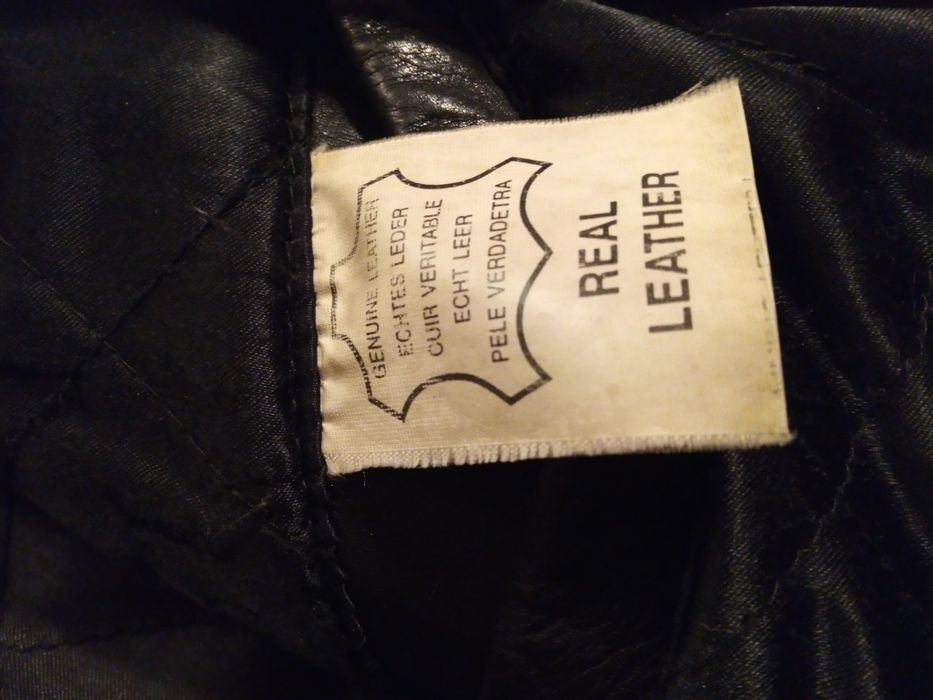 GENUINE LEATHER
ECHTES LEDER
CUIR VERITABLE
ECHT LEER
PELE VERDADETRA
REAL
LEATHER